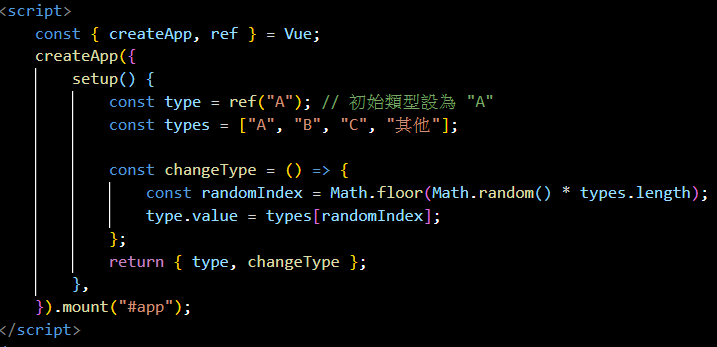 <script>
    const { createApp, ref } = Vue;
    createApp({
        setup() {
            const type = ref("A"); // 初始類型設為 "A"
            const types = ["A", "B", "C", "其他"];

            const changeType = () => {
                const randomIndex = Math.floor(Math.random() * types.length);
                type.value = types[randomIndex];
            };
            return { type, changeType };
        },
    }).mount("#app");
</script>